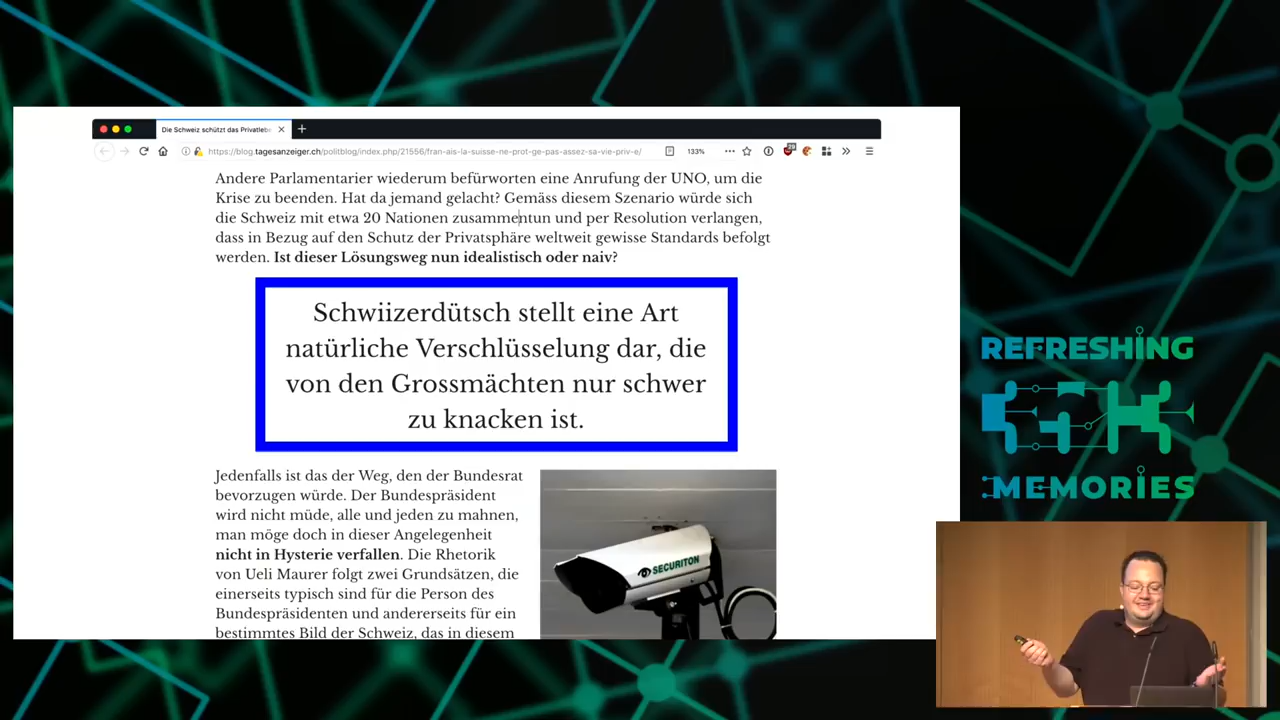 Die Schweiz schützt das Privatlebe
https://blog.tagesanzeiger.ch/politblog/index.php/21556/fran-ais-la-suisse-ne-prot-ge-pas-assez-sa-vie-priv-e/
133%
Andere Parlamentarier wiederum befürworten eine Anrufung der UNO, um die
Krise zu beenden. Hat da jemand gelacht? Gemäss diesem Szenario würde sich
die Schweiz mit etwa 20 Nationen zusammentun und per Resolution verlangen,
dass in Bezug auf den Schutz der Privatsphäre weltweit gewisse Standards befolgt
werden. Ist dieser Lösungsweg nun idealistisch oder naiv?
Schwiizerdütsch stellt eine Art
natürliche Verschlüsselung dar, die
von den Grossmächten nur schwer
zu knacken ist.
Jedenfalls ist das der Weg, den der Bundesrat
bevorzugen würde. Der Bundespräsident
wird nicht müde, alle und jeden zu mahnen,
man möge doch in dieser Angelegenheit
nicht in Hysterie verfallen. Die Rhetorik
von Ueli Maurer folgt zwei Grundsätzen, die
einerseits typisch sind für die Person des
Bundespräsidenten und andererseits für ein
bestimmtes Bild der Schweiz, das in diesem
SECURITON
REFRESHING
MEMORIES